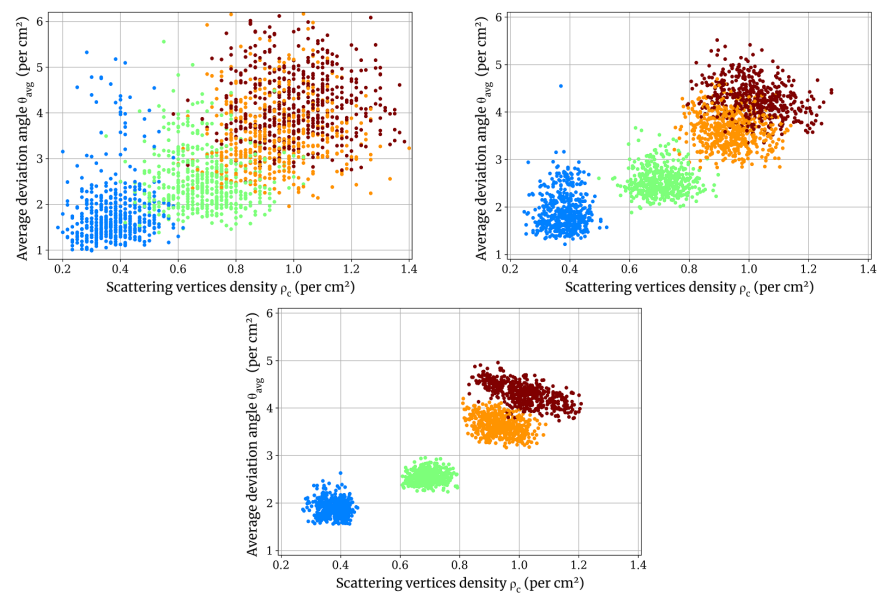 6
5
4
3
2
1
Average deviation angle θavg (per cm²)
0.2 0.4 0.6 0.8 1.0 1.2 1.4
Scattering vertices density ρc (per cm²)
6
5
4
3
2
1
Average deviation angle θavg (per cm²)
0.2 0.4 0.6 0.8 1.0 1.2 1.4
Scattering vertices density ρc (per cm²)
6
5
4
3
2
1
Average deviation angle θavg (per cm²)
0.2 0.4 0.6 0.8 1.0 1.2 1.4
Scattering vertices density ρc (per cm²)